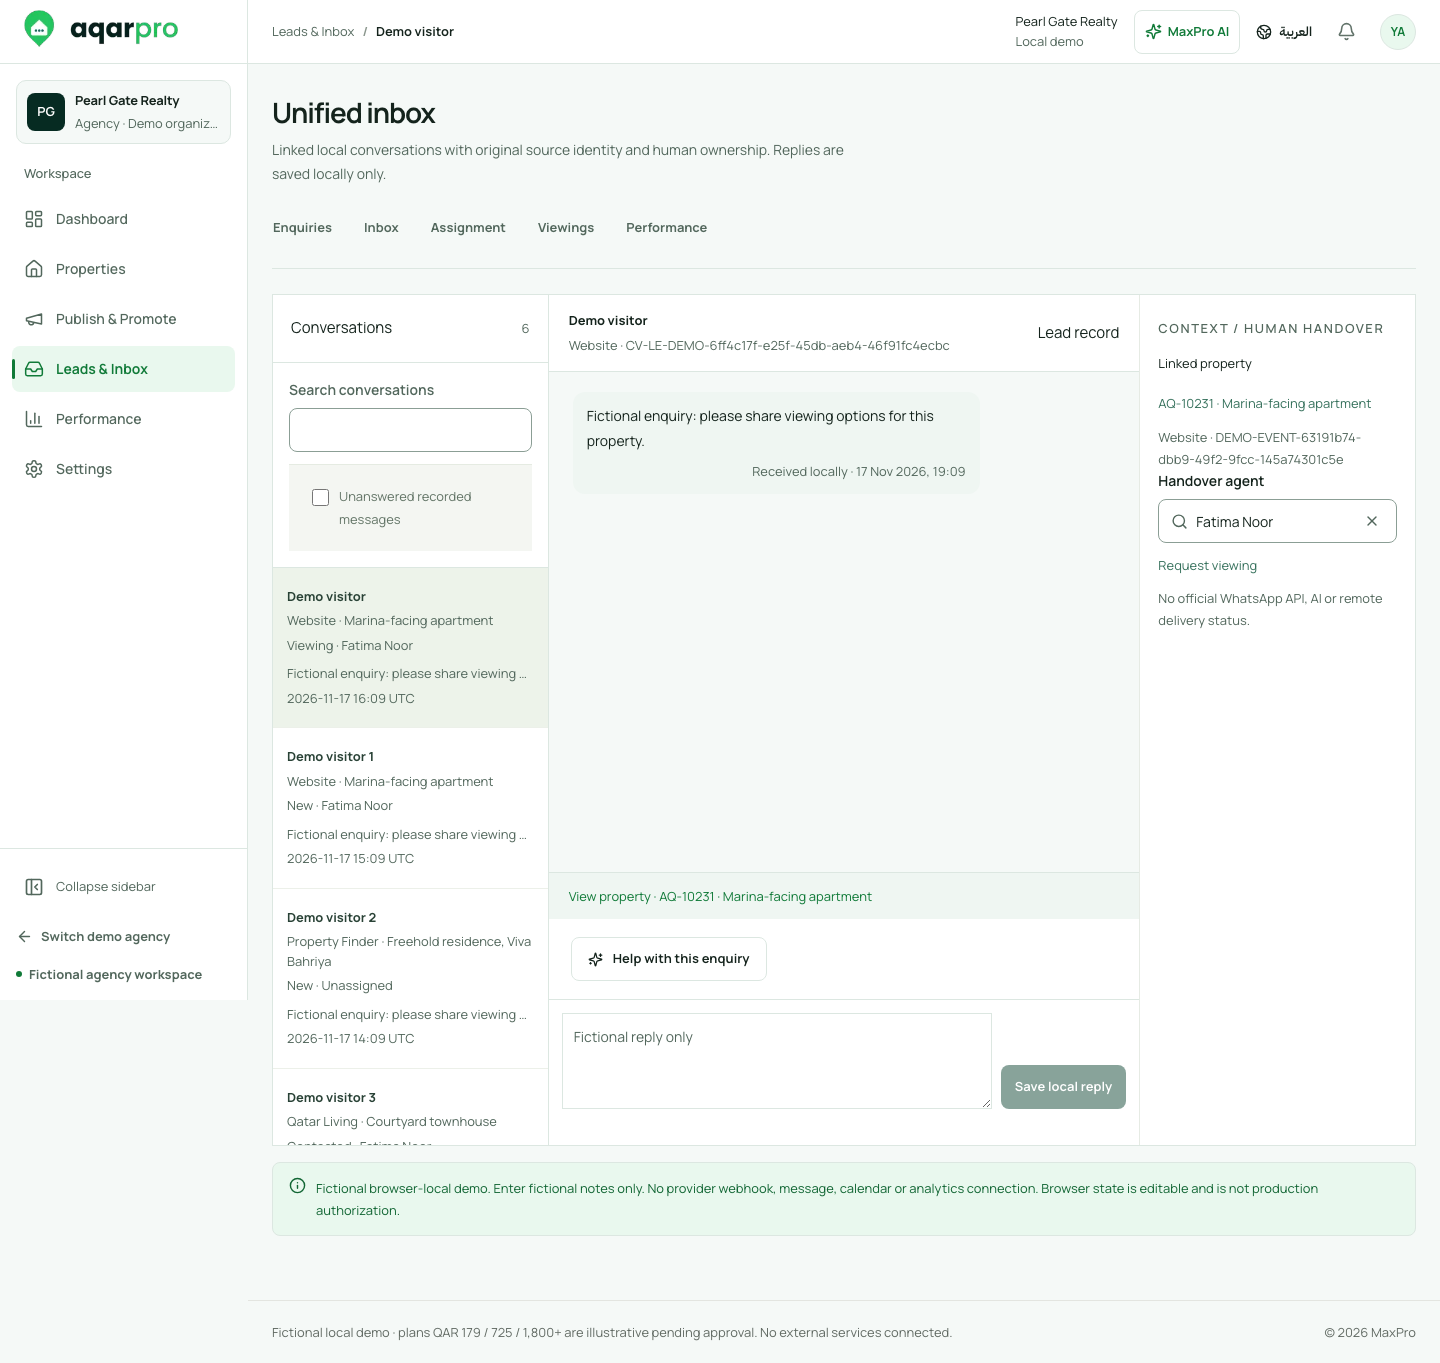 aqarpro
Leads & Inbox / Demo visitor
Pearl Gate Realty
Local demo
MaxPro AI
العربية
YA
PG
Pearl Gate Realty
Agency · Demo organiz...
Workspace
Dashboard
Properties
Publish & Promote
Leads & Inbox
Performance
Settings
Collapse sidebar
Switch demo agency
Fictional agency workspace
Unified inbox
Linked local conversations with original source identity and human ownership. Replies are
saved locally only.
Enquiries Inbox Assignment Viewings Performance
Conversations 6
Search conversations
Unanswered recorded
messages
Demo visitor
Website · Marina-facing apartment
Viewing · Fatima Noor
Fictional enquiry: please share viewing ...
2026-11-17 16:09 UTC
Demo visitor 1
Website · Marina-facing apartment
New · Fatima Noor
Fictional enquiry: please share viewing ...
2026-11-17 15:09 UTC
Demo visitor 2
Property Finder · Freehold residence, Viva
Bahriya
New · Unassigned
Fictional enquiry: please share viewing ...
2026-11-17 14:09 UTC
Demo visitor 3
Qatar Living · Courtyard townhouse
Contacted · Fatima Noor
Demo visitor
Website · CV-LE-DEMO-6ff4c17f-e25f-45db-aeb4-46f91fc4ecbc
Lead record
Fictional enquiry: please share viewing options for this
property.
Received locally · 17 Nov 2026, 19:09
View property · AQ-10231 · Marina-facing apartment
Help with this enquiry
Fictional reply only
Save local reply
CONTEXT / HUMAN HANDOVER
Linked property
AQ-10231 · Marina-facing apartment
Website · DEMO-EVENT-63191b74-
dbb9-49f2-9fcc-145a74301c5e
Handover agent
Fatima Noor
Request viewing
No official WhatsApp API, AI or remote
delivery status.
Fictional browser-local demo. Enter fictional notes only. No provider webhook, message, calendar or analytics connection. Browser state is editable and is not production
authorization.
Fictional local demo · plans QAR 179 / 725 / 1,800+ are illustrative pending approval. No external services connected.
© 2026 MaxPro